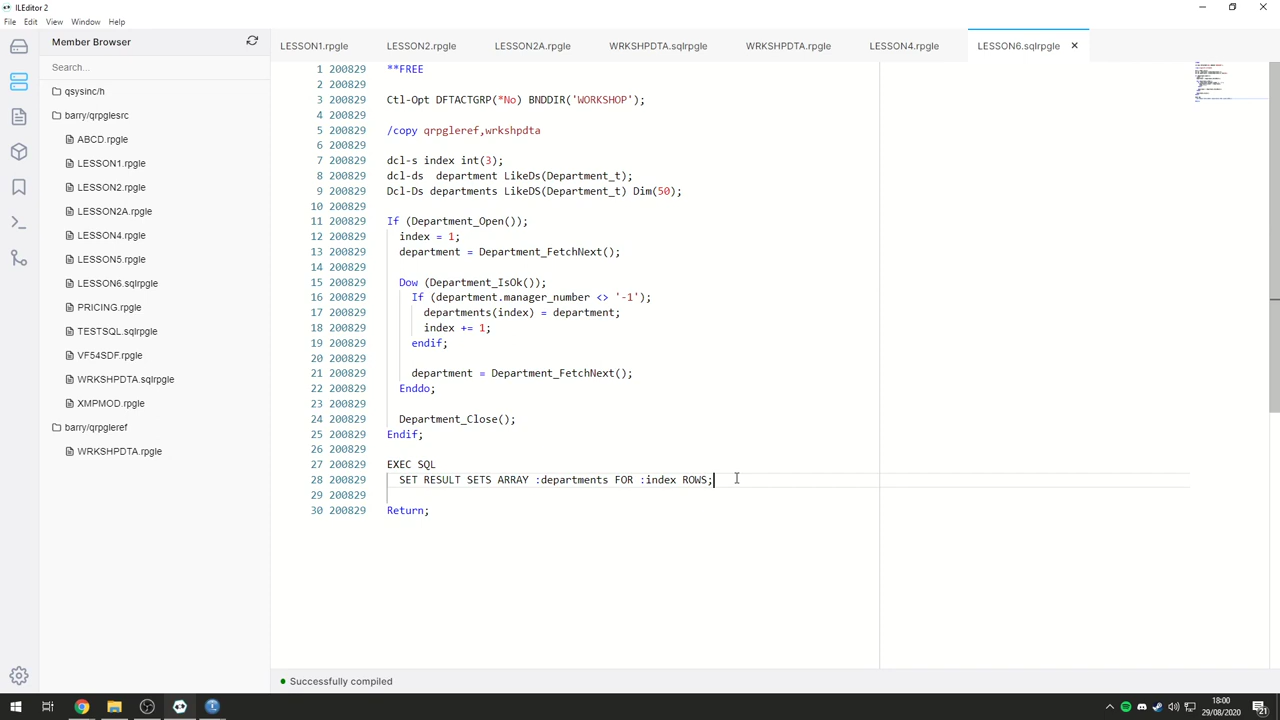 ILEditor 2
File Edit View Window Help
Member Browser
LESSON1.rpgle LESSON2.rpgle LESSON2A.rpgle WRKSHPDTA.sqlrpgle WRKSHPDTA.rpgle LESSON4.rpgle LESSON6.sqlrpgle
Search...
qsysinc/h
barry/qrpglesrc
ABCD.rpgle
LESSON1.rpgle
LESSON2.rpgle
LESSON2A.rpgle
LESSON4.rpgle
LESSON5.rpgle
LESSON6.sqlrpgle
PRICING.rpgle
TESTSQL.sqlrpgle
VF54SDF.rpgle
WRKSHPDTA.sqlrpgle
XMPMOD.rpgle
barry/qrpgleref
WRKSHPDTA.rpgle
1 200829 **FREE
2 200829
3 200829 Ctl-Opt DFTACTGRP(*No) BNDDIR('WORKSHOP');
4 200829
5 200829 /copy qrpgleref,wrkshpdta
6 200829
7 200829 dcl-s index int(3);
8 200829 dcl-ds  department LikeDs(Department_t);
9 200829 Dcl-Ds departments LikeDS(Department_t) Dim(50);
10 200829
11 200829 If (Department_Open());
12 200829   index = 1;
13 200829   department = Department_FetchNext();
14 200829
15 200829   Dow (Department_IsOk());
16 200829     If (department.manager_number <> '-1');
17 200829       departments(index) = department;
18 200829       index += 1;
19 200829     endif;
20 200829
21 200829     department = Department_FetchNext();
22 200829   Enddo;
23 200829
24 200829   Department_Close();
25 200829 Endif;
26 200829
27 200829 EXEC SQL
28 200829   SET RESULT SETS ARRAY :departments FOR :index ROWS;
29 200829
30 200829 Return;
Successfully compiled
18:00
29/08/2020
21